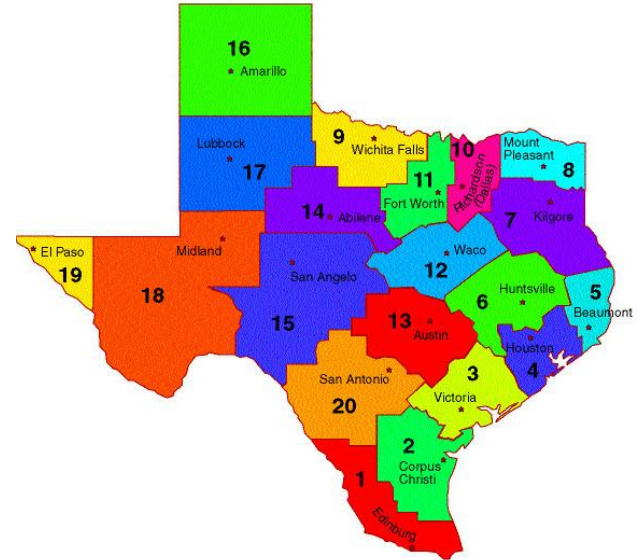 16
Amarillo
Lubbock
17
9
Wichita Falls
10
Richardson
(Dallas)
Mount
Pleasant
8
11
Fort Worth
14
Abilene
7
Kilgore
El Paso
19
Midland
18
San Angelo
15
Waco
12
Huntsville
6
5
Beaumont
13
Austin
Houston
4
San Antonio
20
3
Victoria
2
Corpus
Christi
1
Edinburg